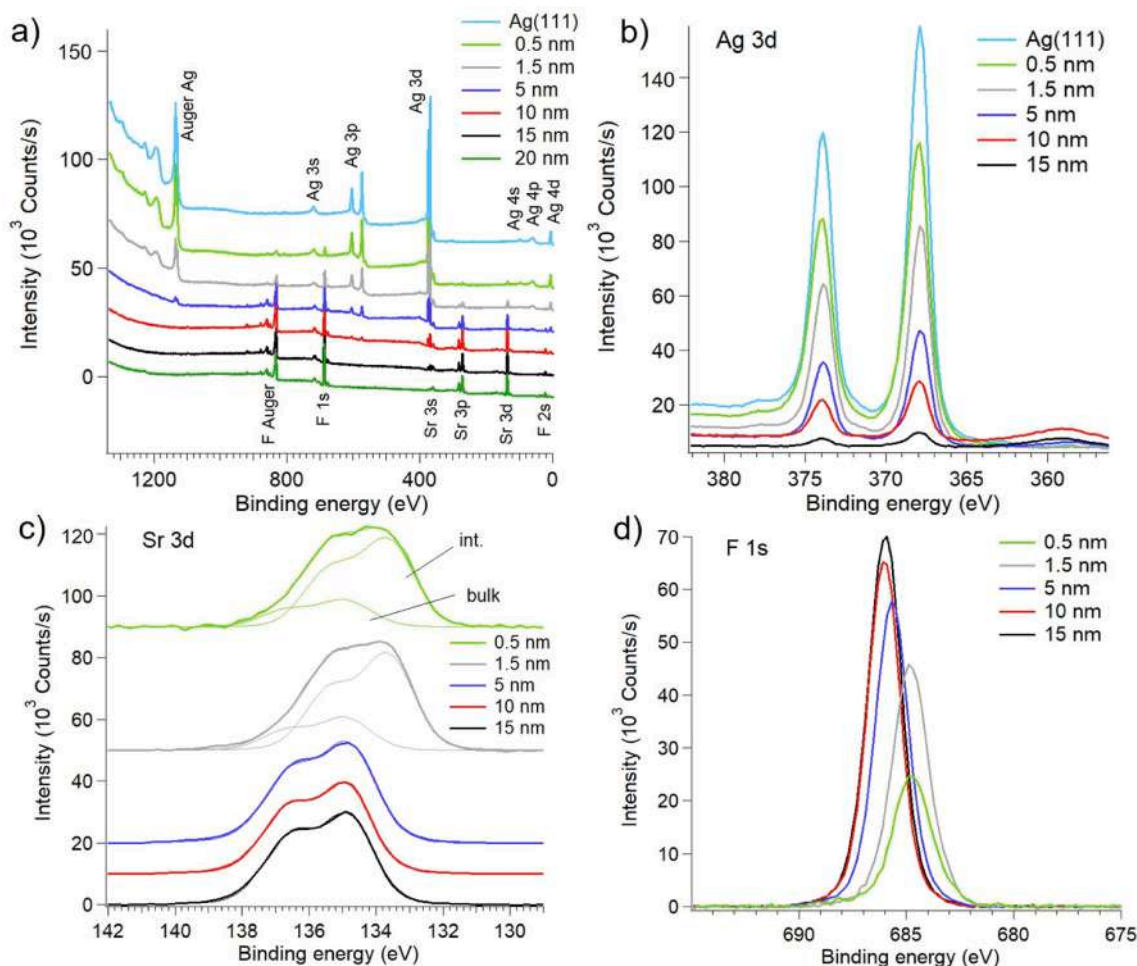 a)
Intensity (10³ Counts/s)
150
100
50
0
Ag(111)
0.5 nm
1.5 nm
5 nm
10 nm
15 nm
20 nm
Auger Ag
Ag 3s
Ag 3p
Ag 3d
Ag 4s
Ag 4p
Ag 4d
F Auger
F 1s
Sr 3s
Sr 3p
Sr 3d
F 2s
1200 800 400 0
Binding energy (eV)
b)
Ag 3d
Intensity (10³ Counts/s)
140
120
100
80
60
40
20
Ag(111)
0.5 nm
1.5 nm
5 nm
10 nm
15 nm
380 375 370 365 360
Binding energy (eV)
c)
Sr 3d
Intensity (10³ Counts/s)
120
100
80
60
40
20
0
int.
bulk
0.5 nm
1.5 nm
5 nm
10 nm
15 nm
142 140 138 136 134 132 130
Binding energy (eV)
d)
F 1s
Intensity (10³ Counts/s)
70
60
50
40
30
20
10
0
0.5 nm
1.5 nm
5 nm
10 nm
15 nm
690 685 680 675
Binding energy (eV)